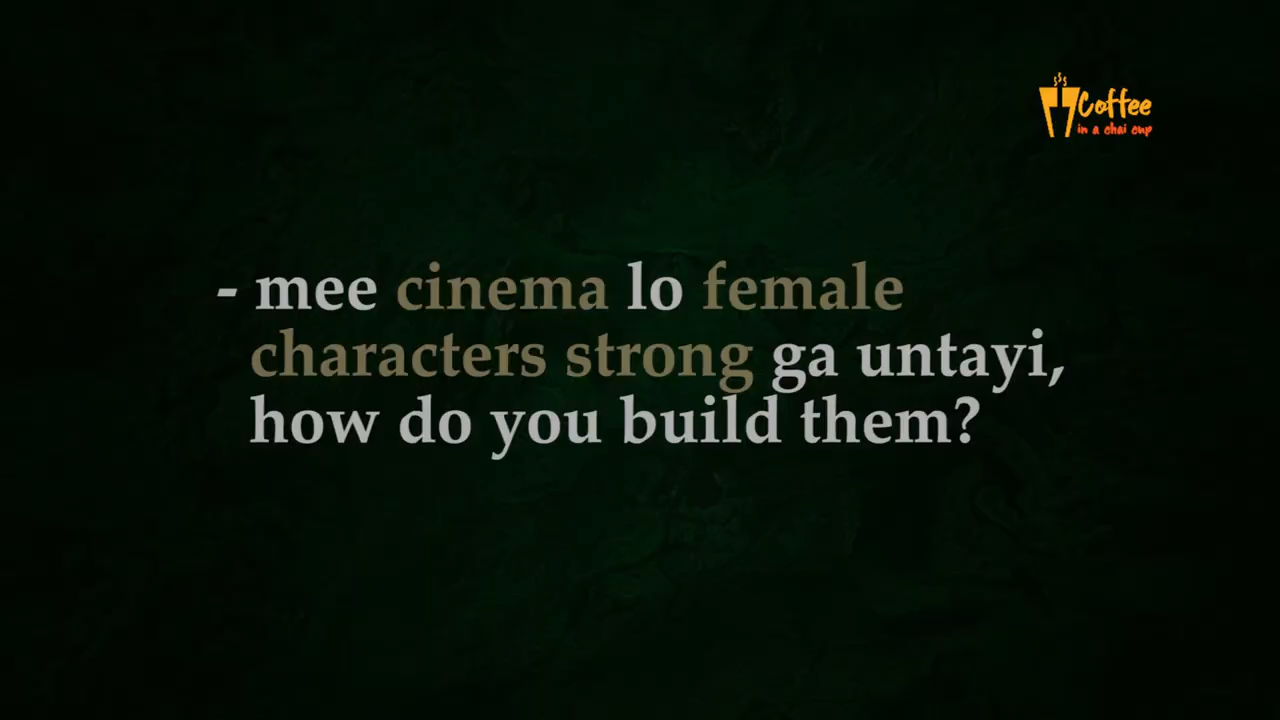 Coffee
in a chai cup
- mee cinema lo female
characters strong ga untayi,
how do you build them?